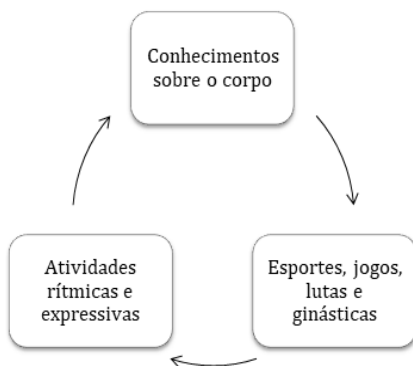 Conhecimentos
sobre o corpo
Esportes, jogos,
lutas e
ginásticas
Atividades
rítmicas e
expressivas